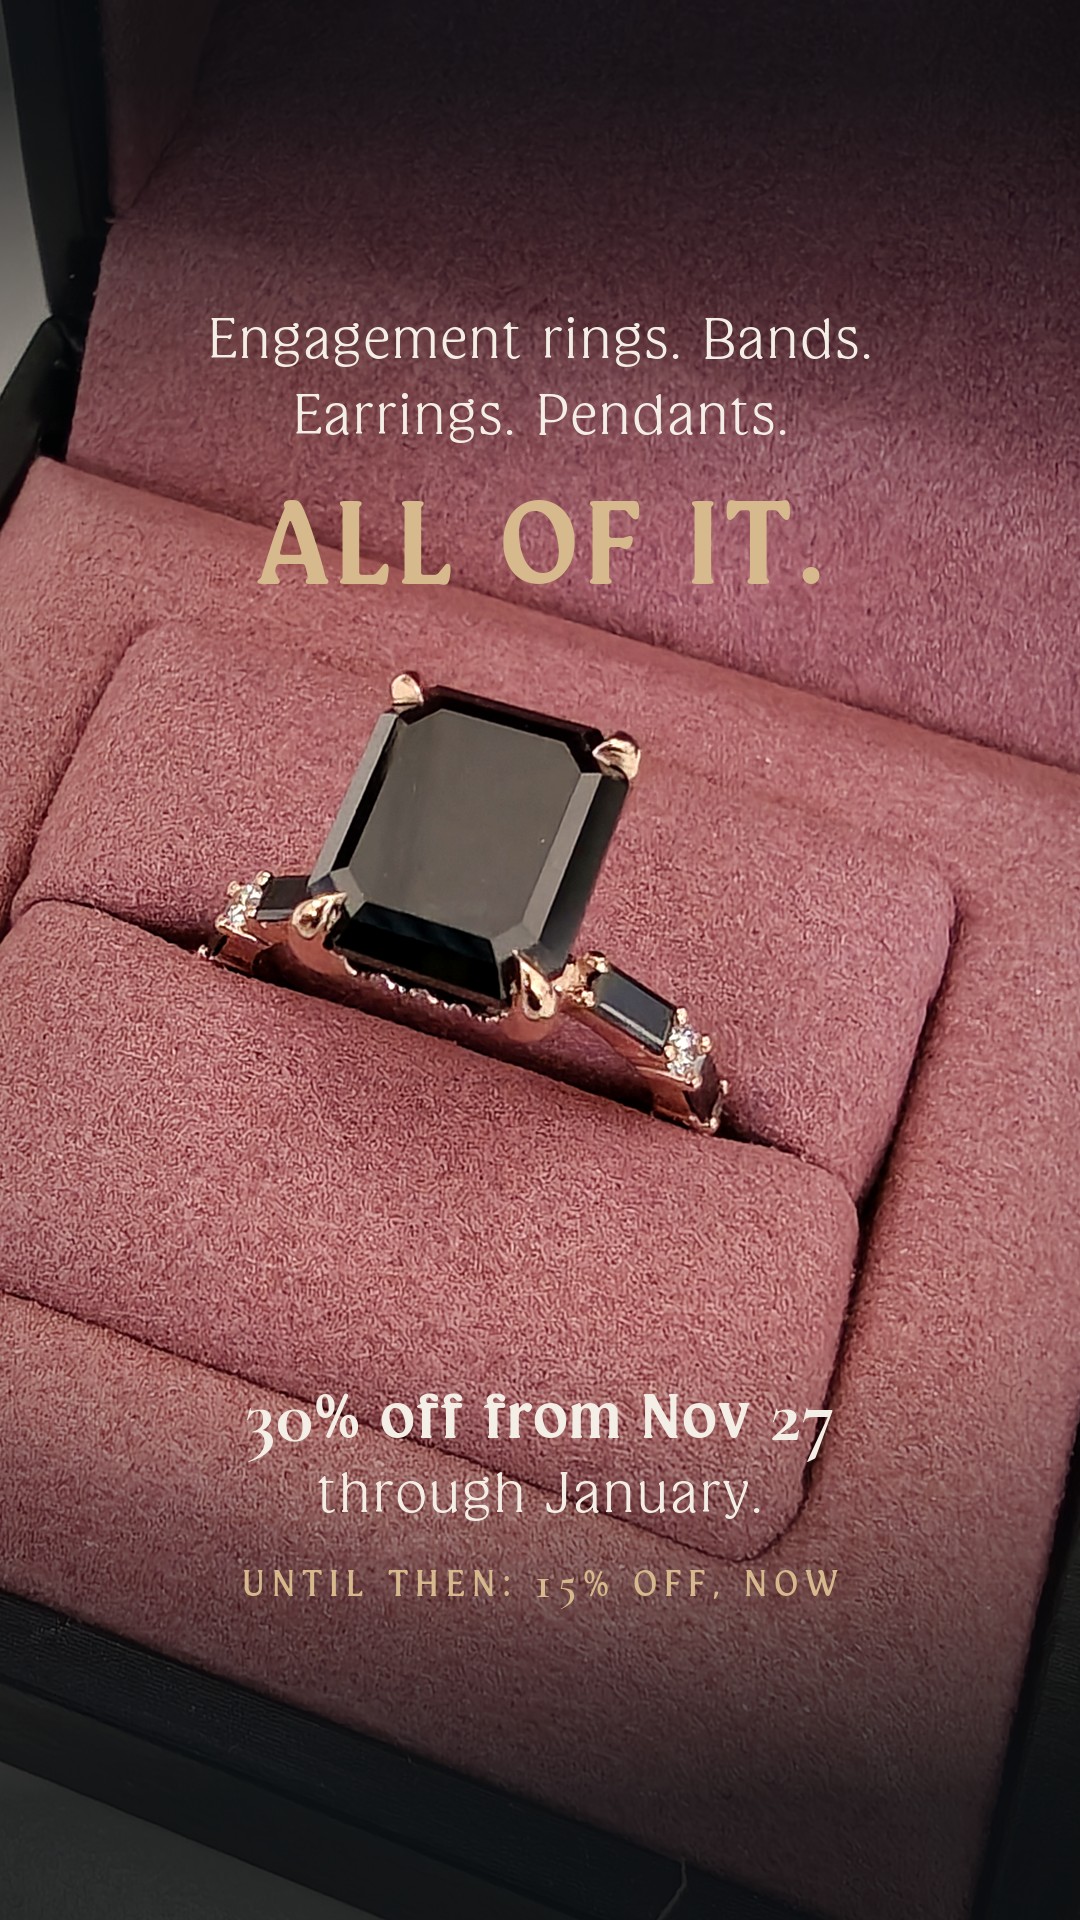 Engagement rings. Bands.
Earrings. Pendants.
ALL OF IT.
30% off from Nov 27
through January.
UNTIL THEN: 15% OFF, NOW